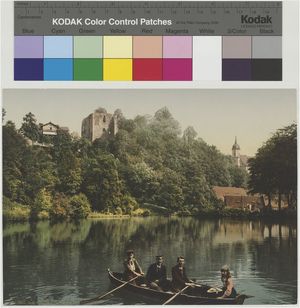 KODAK Color Control Patches
Kodak
Blue Cyan Green Yellow Red Magenta White 3/Color Black